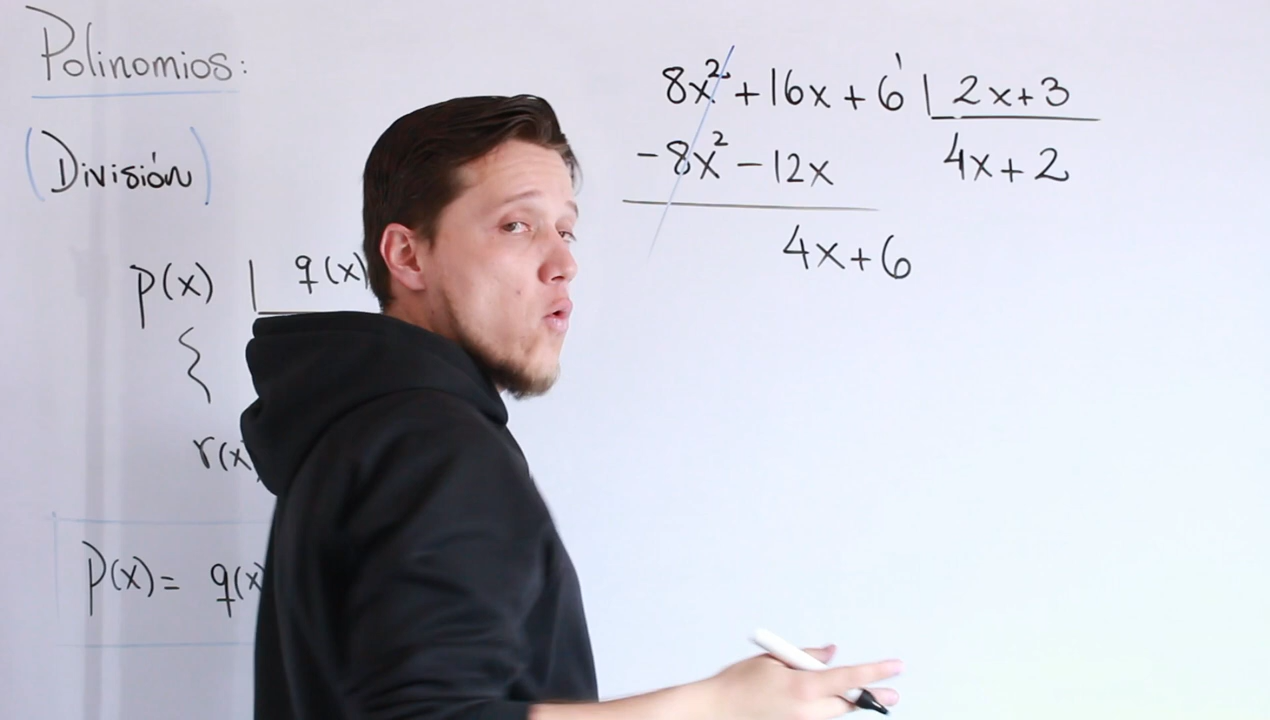 Polinomios:
(División)
p(x) | q(x)
r(x
p(x) = q(x
8x² + 16x + 6' | 2x+3
-8x² - 12x 4x + 2
4x+6